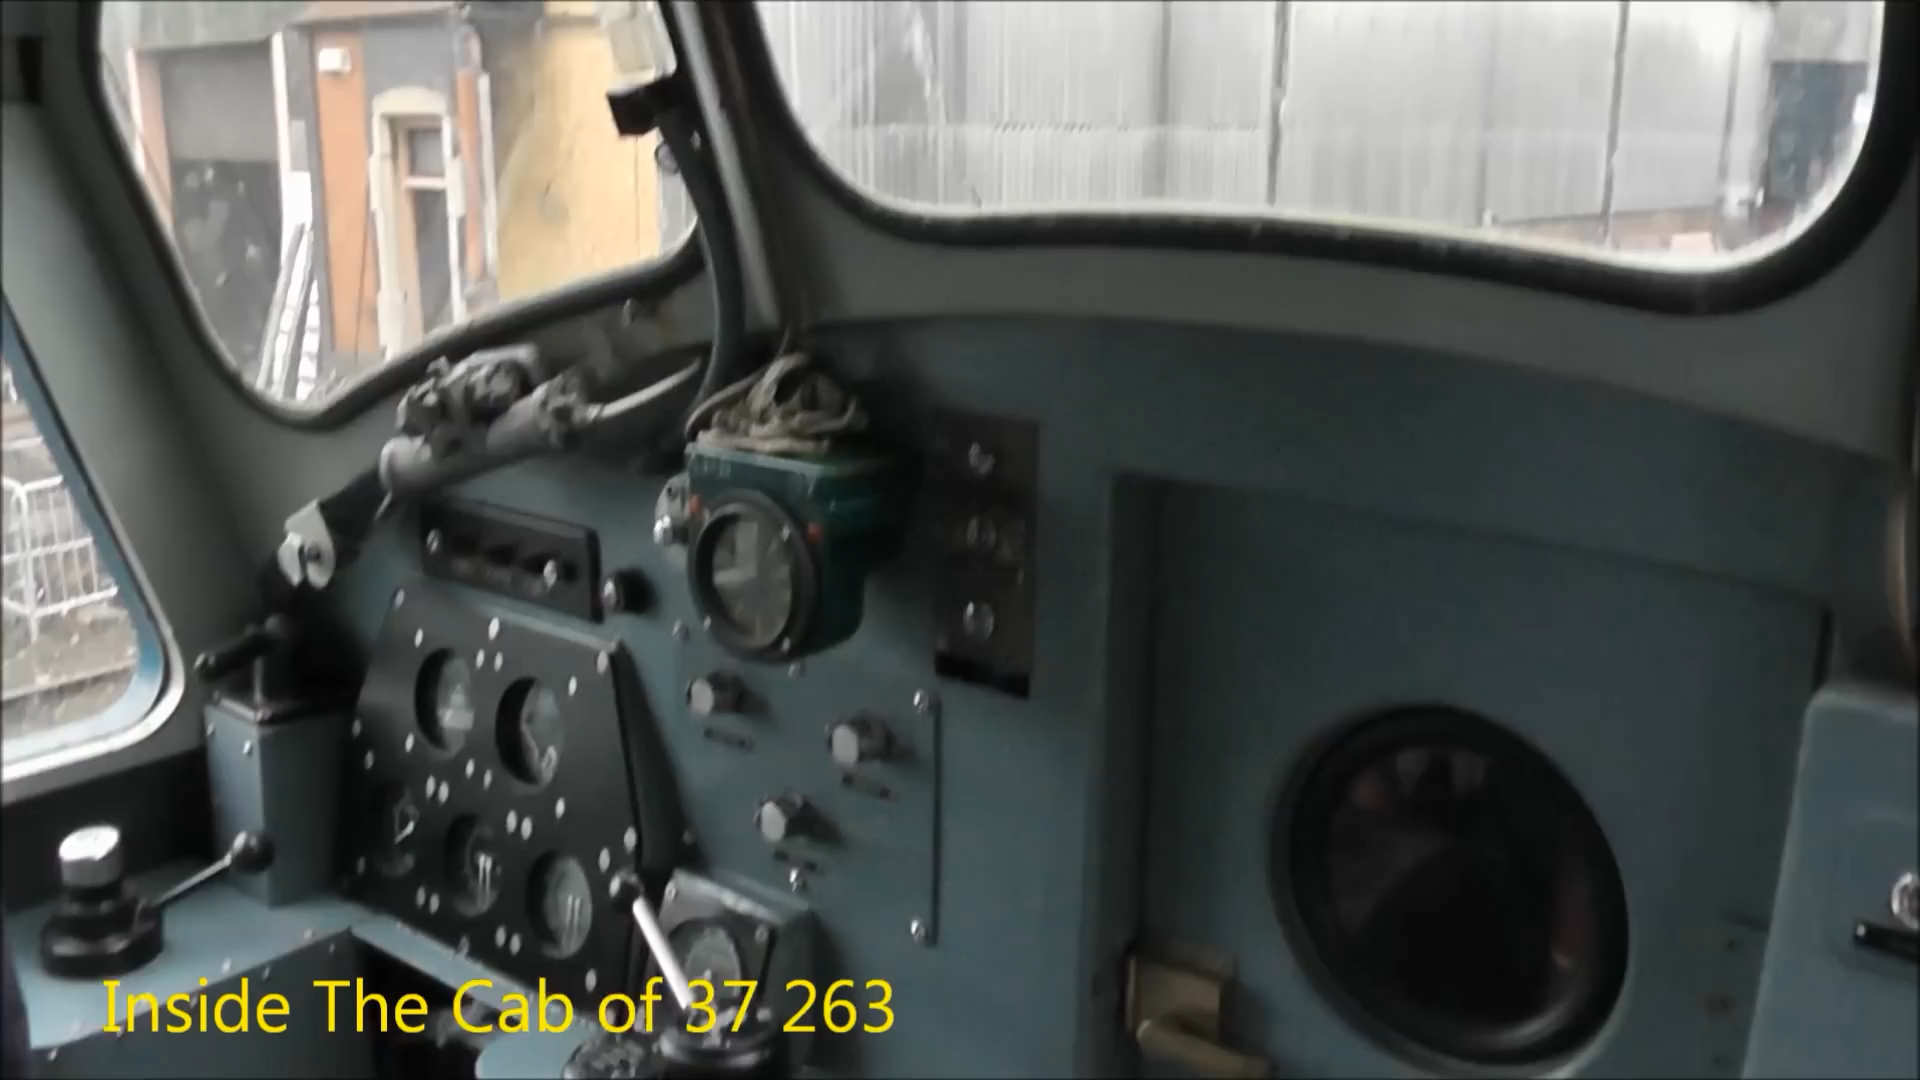 Inside The Cab of 37 263